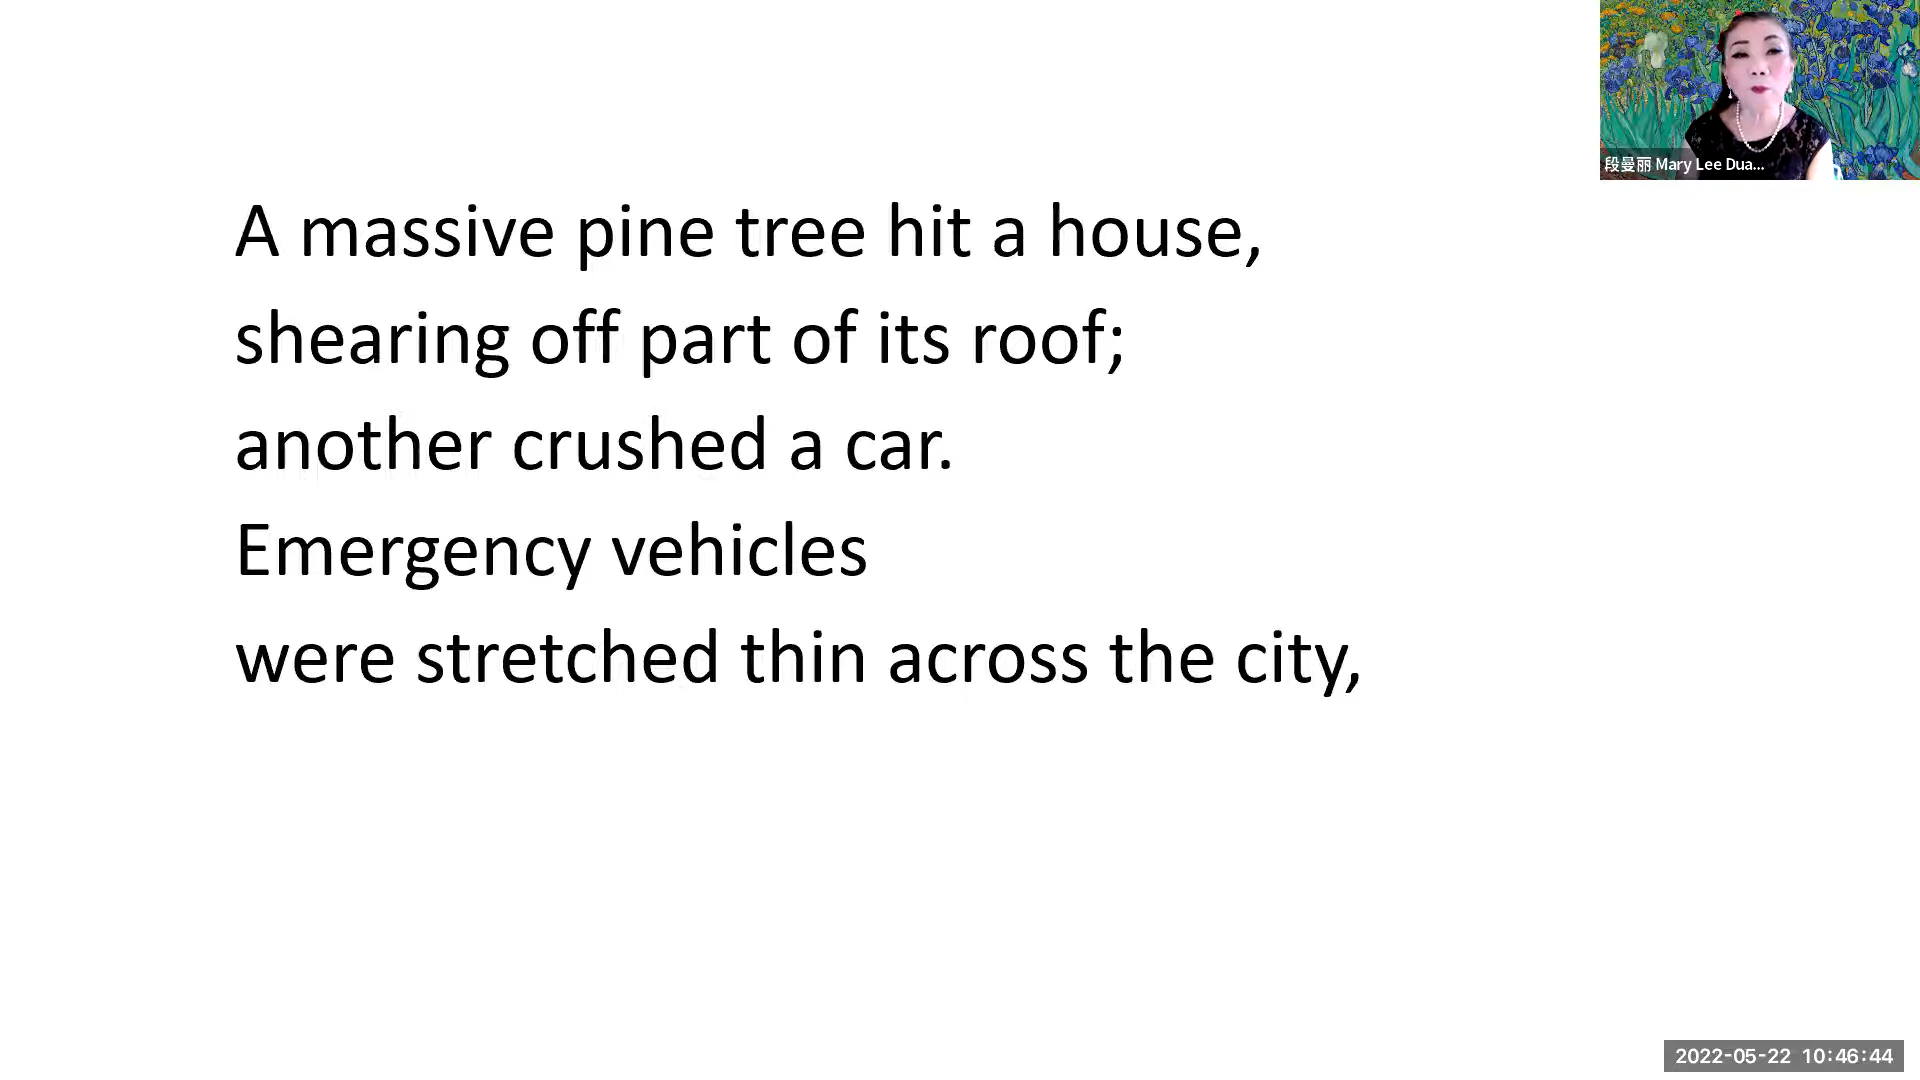 段曼丽 Mary Lee Dua...
A massive pine tree hit a house,
shearing off part of its roof;
another crushed a car.
Emergency vehicles
were stretched thin across the city,
2022-05-22 10:46:44